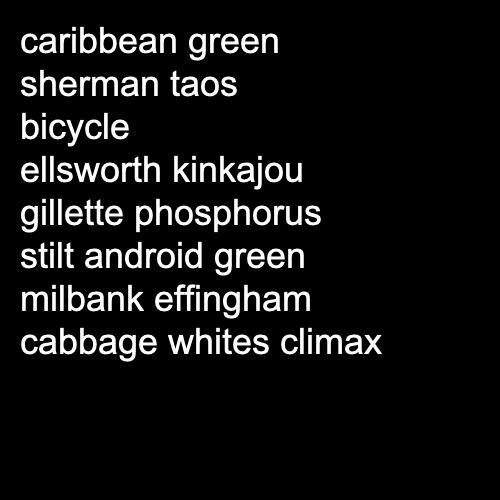 caribbean green
sherman taos
bicycle
ellsworth kinkajou
gillette phosphorus
stilt android green
milbank effingham
cabbage whites climax